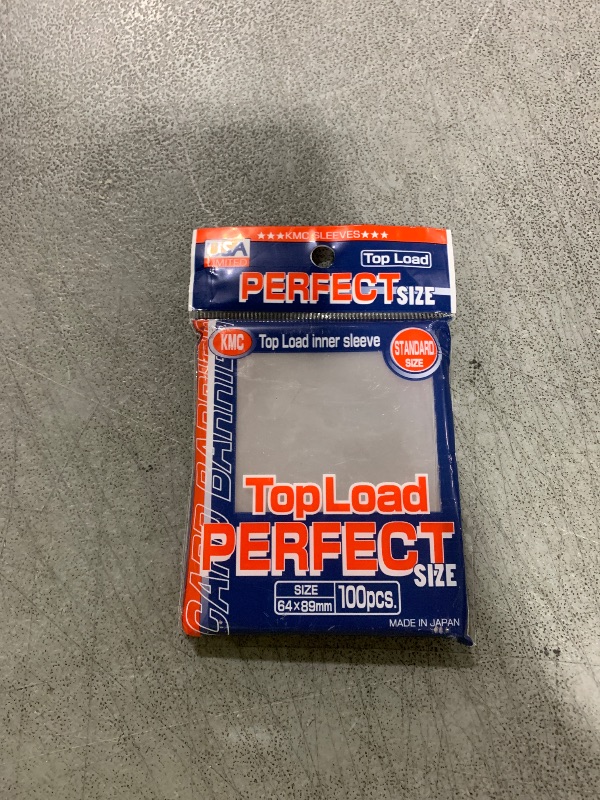 ★★★KMC SLEEVES★★★
USA
LIMITED
Top Load
PERFECT SIZE
KMC
Top Load inner sleeve
STANDARD
SIZE
CARD BARRIER
Top Load
PERFECT
SIZE
SIZE
64×89mm
100pcs.
MADE IN JAPAN